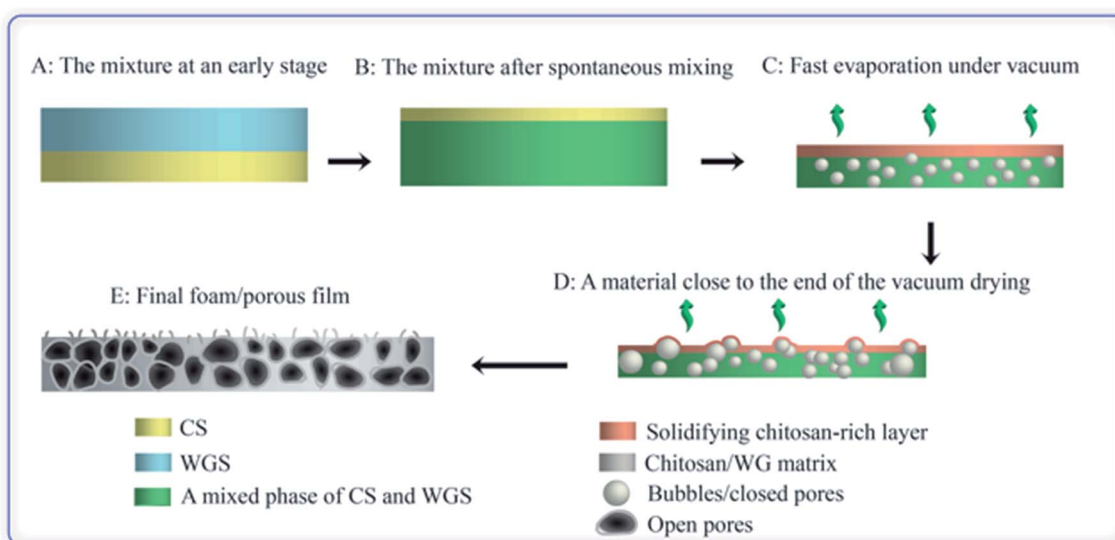 A: The mixture at an early stage
B: The mixture after spontaneous mixing
C: Fast evaporation under vacuum
D: A material close to the end of the vacuum drying
E: Final foam/porous film
CS
WGS
A mixed phase of CS and WGS
Solidifying chitosan-rich layer
Chitosan/WG matrix
Bubbles/closed pores
Open pores